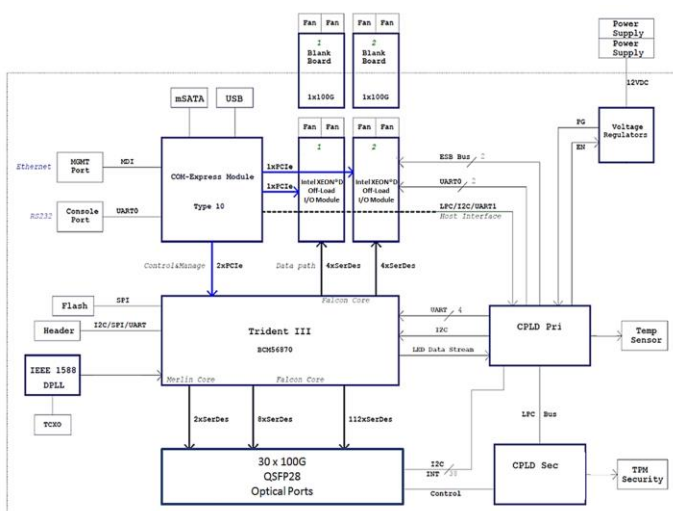 Fan Fan
Fan Fan
Power
Supply
Power
Supply
1
Blank
Board
1x100G
2
Blank
Board
1x100G
12VDC
mSATA
USB
Fan Fan
Fan Fan
PG
EN
Voltage
Regulators
Ethernet
MGMT
Port
MDI
COM-Express Module
Type 10
1xPCIe
1xPCIe
1
Intel XEON®D
Off-Load
I/O Module
2
Intel XEON®D
Off-Load
I/O Module
ESB Bus 2
UART0 2
RS232
Console
Port
UART0
LPC/I2C/UART1
Host Interface
Control&Manage
2xPCIe
Data path
4xSerDes
4xSerDes
Falcon Core
Flash
SPI
Header
I2C/SPI/UART
Trident III
BCM56870
UART 4
I2C
LED Data Stream
CPLD Pri
Temp
Sensor
IEEE 1588
DPLL
Merlin Core
Falcon Core
TCXO
2xSerDes
8xSerDes
112xSerDes
LPC Bus
30 x 100G
QSFP28
Optical Ports
I2C
INT 30
Control
CPLD Sec
TPM
Security